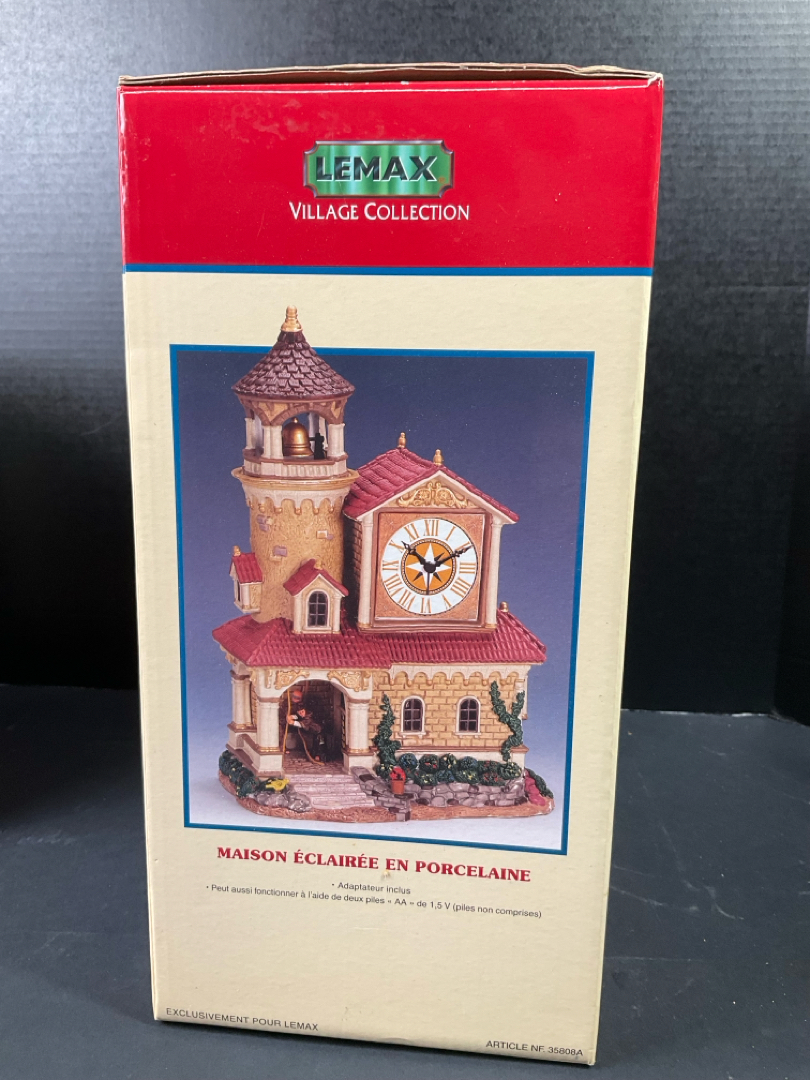 LEMAX
VILLAGE COLLECTION
MAISON ÉCLAIRÉE EN PORCELAINE
• Adaptateur inclus
• Peut aussi fonctionner à l'aide de deux piles « AA » de 1,5 V (piles non comprises)
EXCLUSIVEMENT POUR LEMAX
ARTICLE NF. 35808A